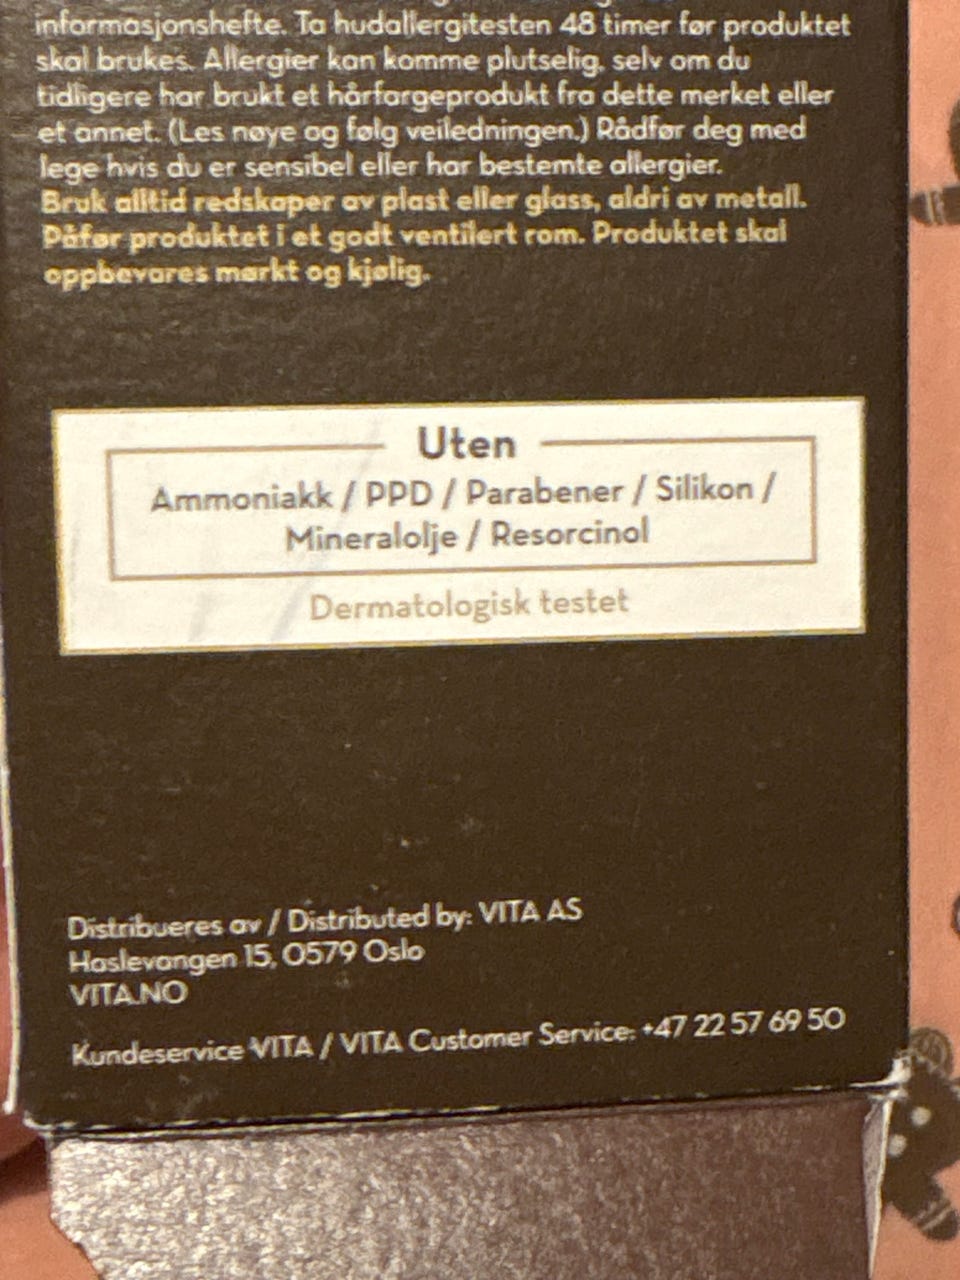 informasjonshefte. Ta hudallergitesten 48 timer før produktet
skal brukes. Allergier kan komme plutselig, selv om du
tidligere har brukt et hårfargeprodukt fra dette merket eller
et annet. (Les nøye og følg veiledningen.) Rådfør deg med
lege hvis du er sensibel eller har bestemte allergier.
Bruk alltid redskaper av plast eller glass, aldri av metall.
Påfør produktet i et godt ventilert rom. Produktet skal
oppbevares mørkt og kjølig.
Uten
Ammoniakk / PPD / Parabener / Silikon /
Mineralolje / Resorcinol
Dermatologisk testet
Distribueres av / Distributed by: VITA AS
Haslevangen 15, 0579 Oslo
VITA.NO
Kundeservice VITA / VITA Customer Service: +47 22 57 69 50